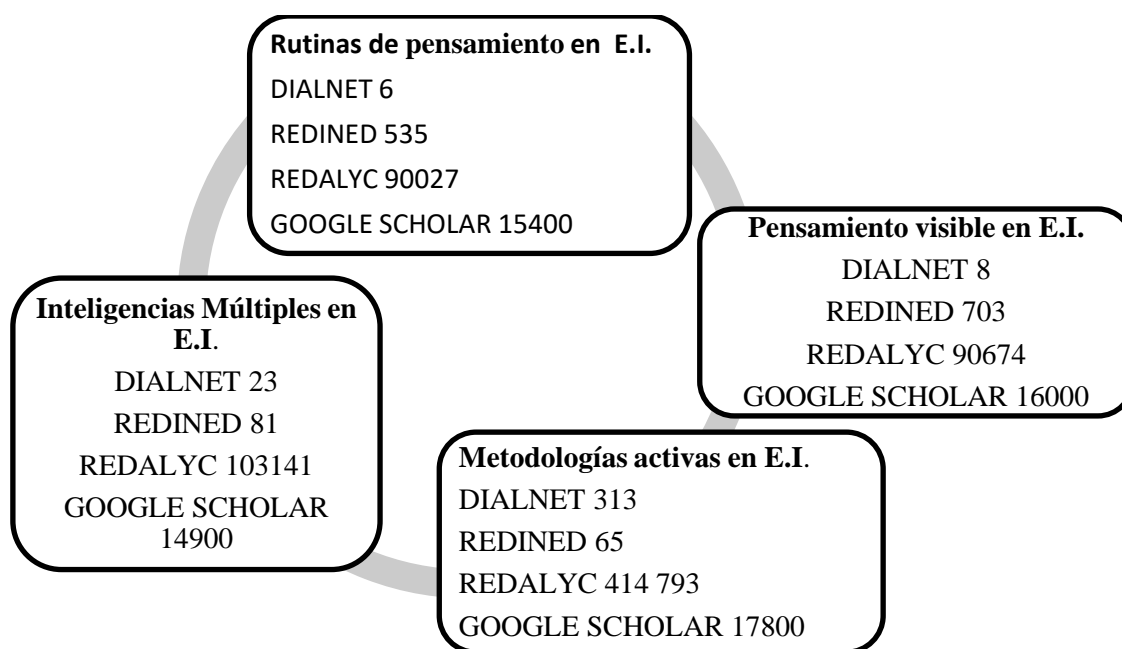 Rutinas de pensamiento en E.I.
DIALNET 6
REDINED 535
REDALYC 90027
GOOGLE SCHOLAR 15400
Pensamiento visible en E.I.
DIALNET 8
REDINED 703
REDALYC 90674
GOOGLE SCHOLAR 16000
Metodologías activas en E.I.
DIALNET 313
REDINED 65
REDALYC 414 793
GOOGLE SCHOLAR 17800
Inteligencias Múltiples en
E.I.
DIALNET 23
REDINED 81
REDALYC 103141
GOOGLE SCHOLAR
14900